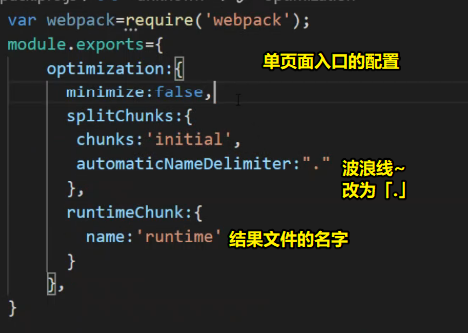 var webpack=require('webpack');
module.exports={
optimization:{
单页面入口的配置
minimize:false,
splitChunks:{
chunks:'initial',
automaticNameDelimiter:"."
波浪线~
改为「.」
},
runtimeChunk:{
name:'runtime'
结果文件的名字
}
},
}